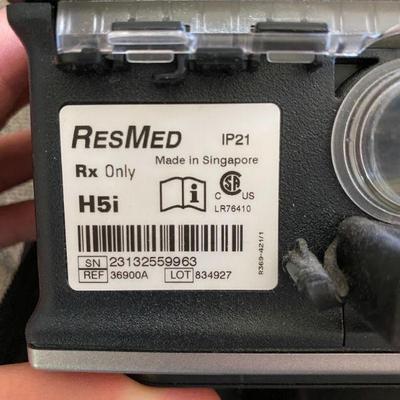 RESMED IP21
Made in Singapore
Rx Only
C US
LR76410
H5i
SN 23132559963
REF 36900A LOT 834927
R369-421/1